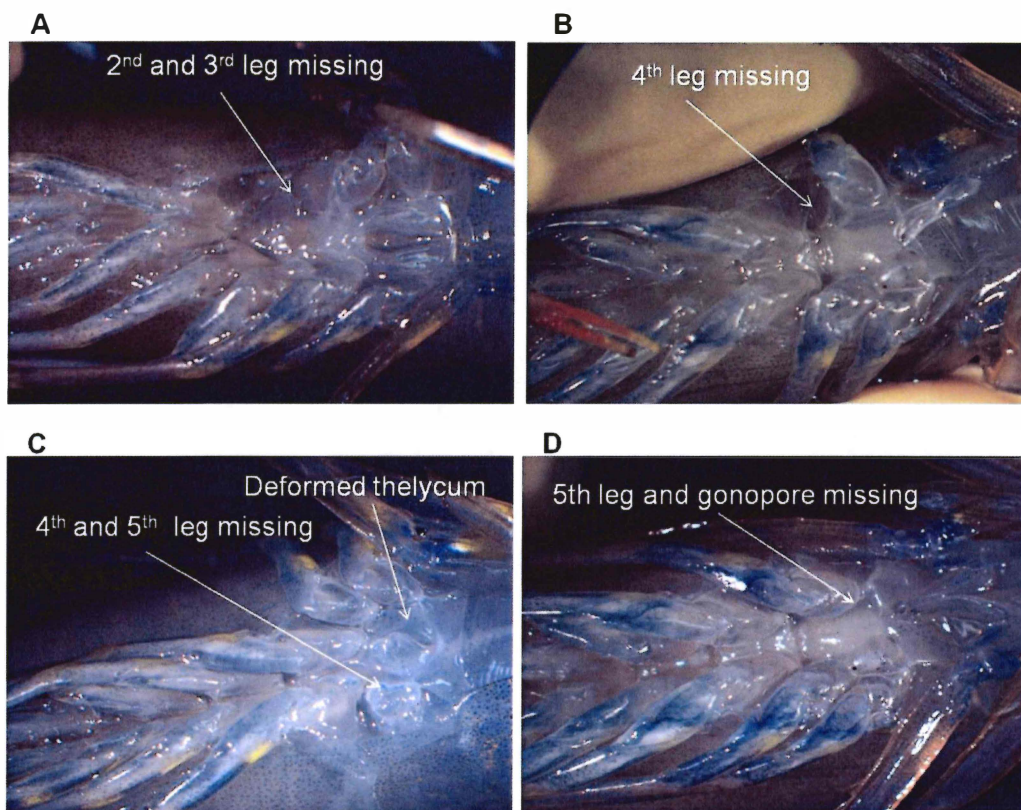 A
2nd and 3rd leg missing
B
4th leg missing
C
Deformed thelycum
4th and 5th leg missing
D
5th leg and gonopore missing